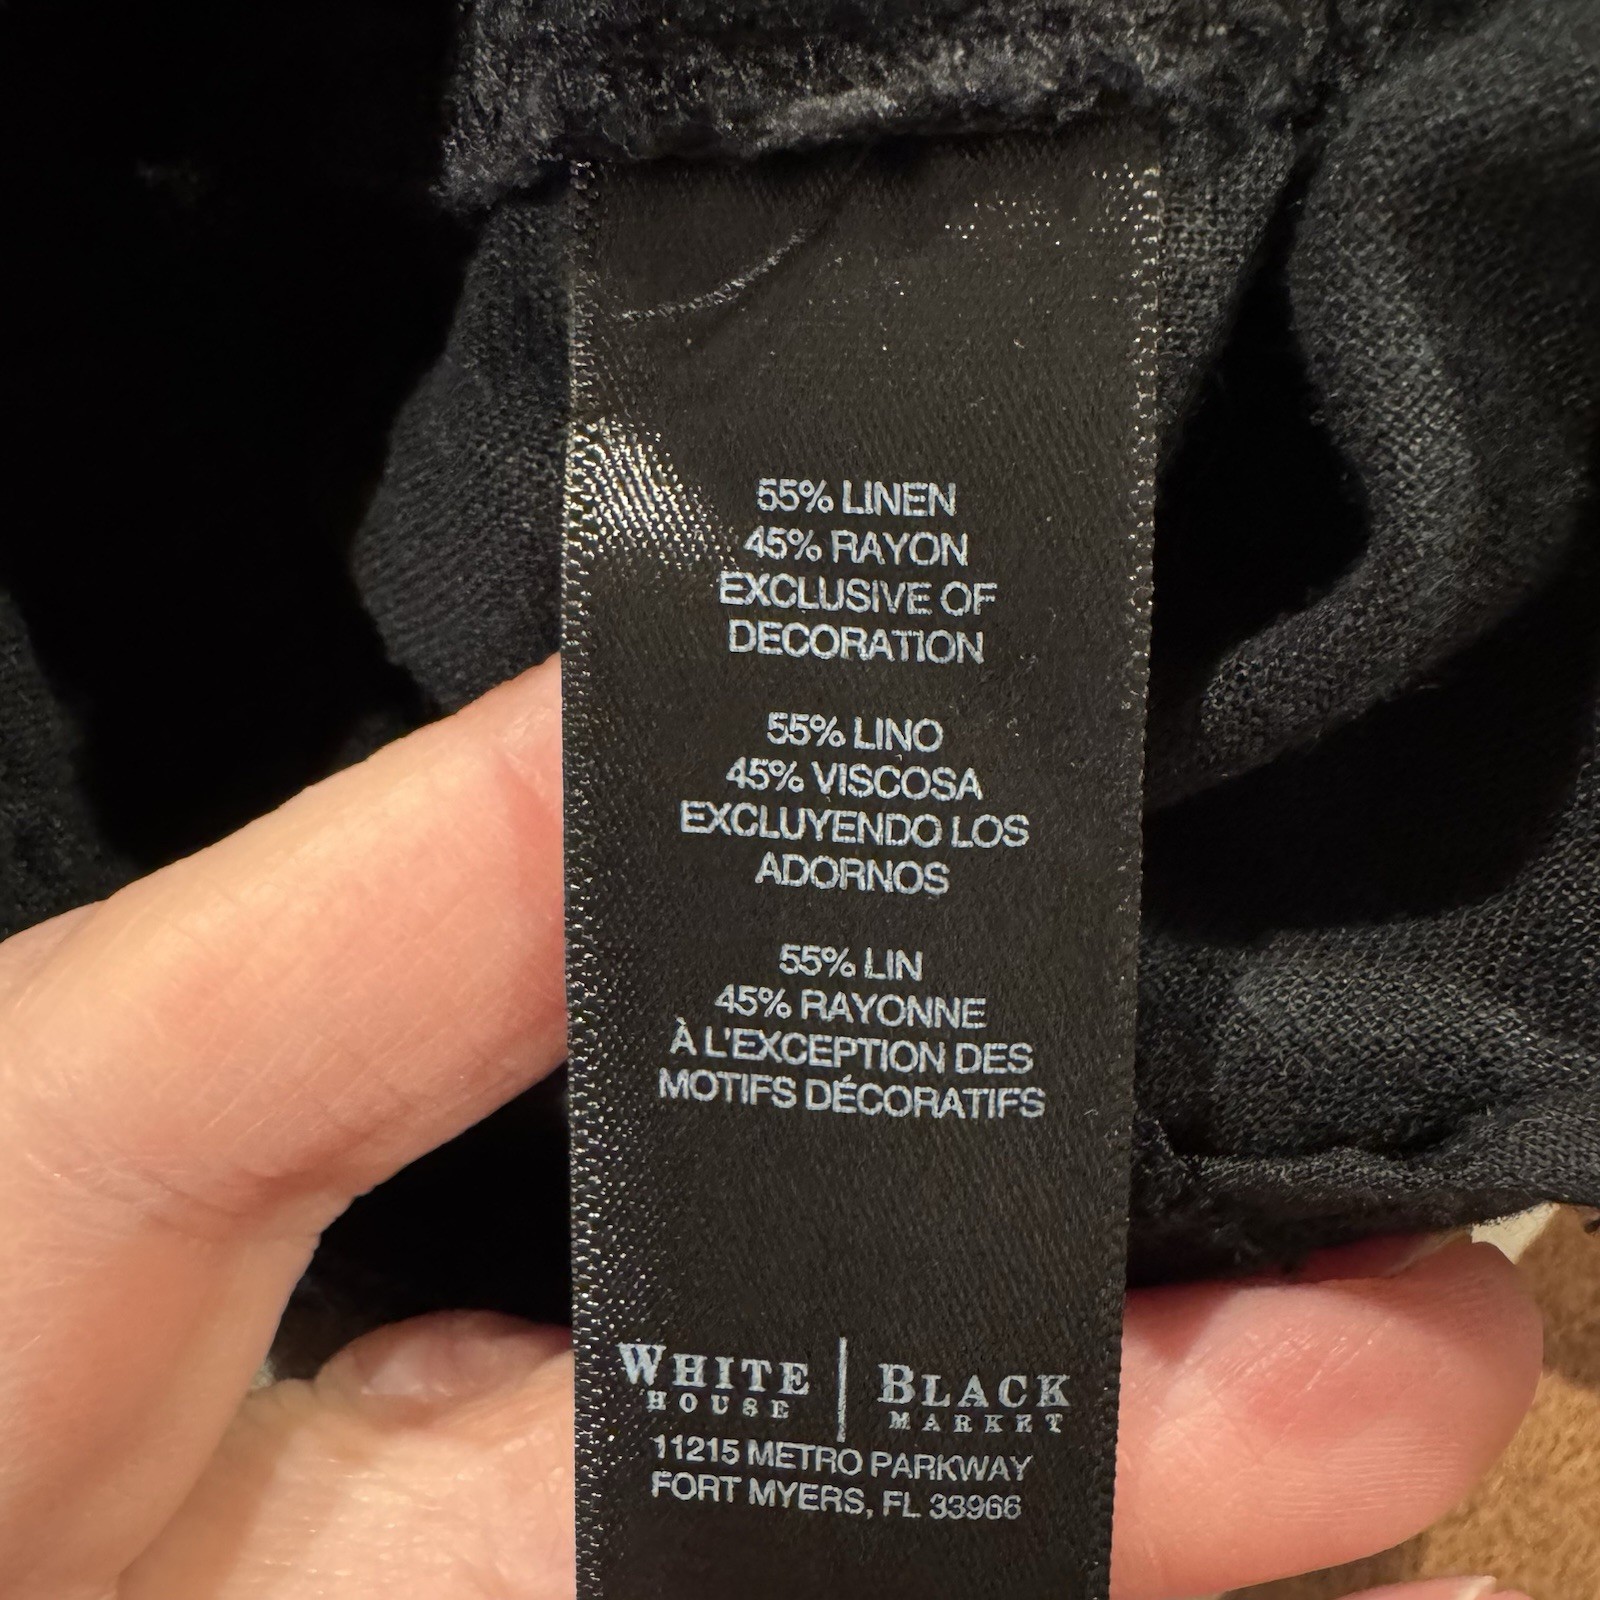 55% LINEN
45% RAYON
EXCLUSIVE OF
DECORATION
55% LINO
45% VISCOSA
EXCLUYENDO LOS
ADORNOS
55% LIN
45% RAYONNE
À L'EXCEPTION DES
MOTIFS DÉCORATIFS
WHITE HOUSE | BLACK MARKET
11215 METRO PARKWAY
FORT MYERS, FL 33966